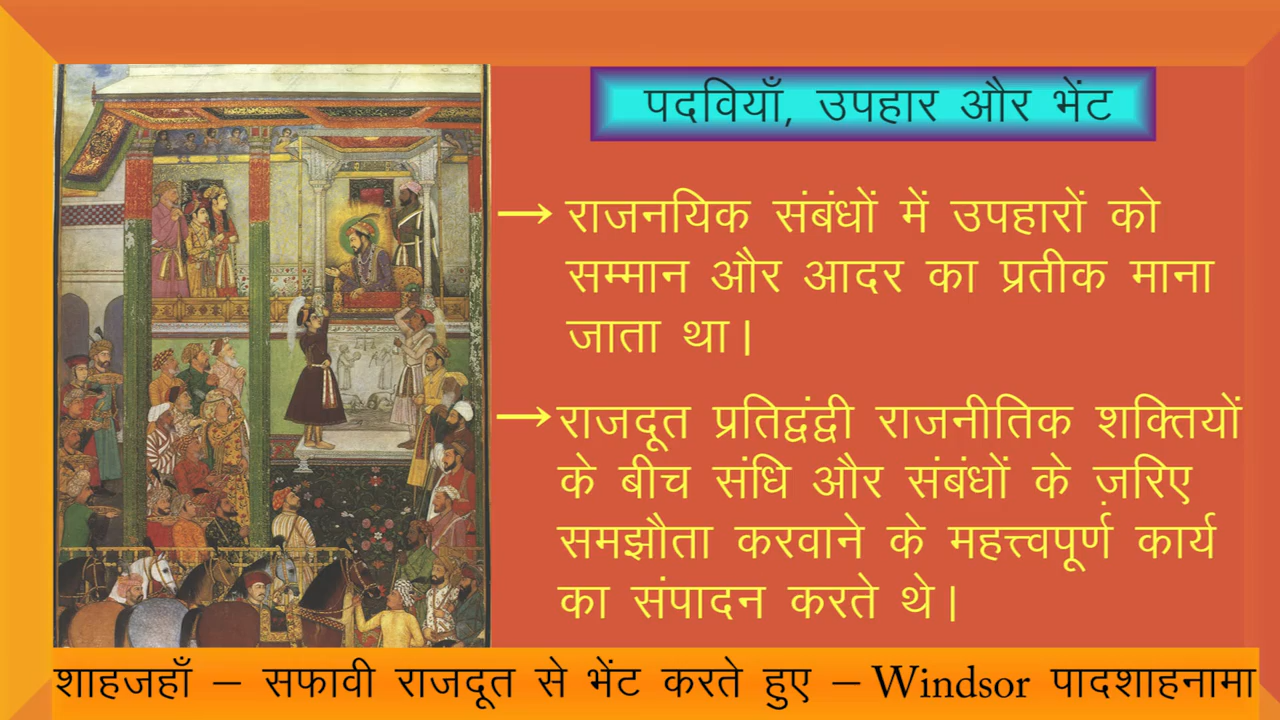 पदवियाँ, उपहार और भेंट
→ राजनयिक संबंधों में उपहारों को
सम्मान और आदर का प्रतीक माना
जाता था।
→ राजदूत प्रतिद्वंद्वी राजनीतिक शक्तियों
के बीच संधि और संबंधों के ज़रिए
समझौता करवाने के महत्त्वपूर्ण कार्य
का संपादन करते थे।
शाहजहाँ – सफावी राजदूत से भेंट करते हुए – Windsor पादशाहनामा